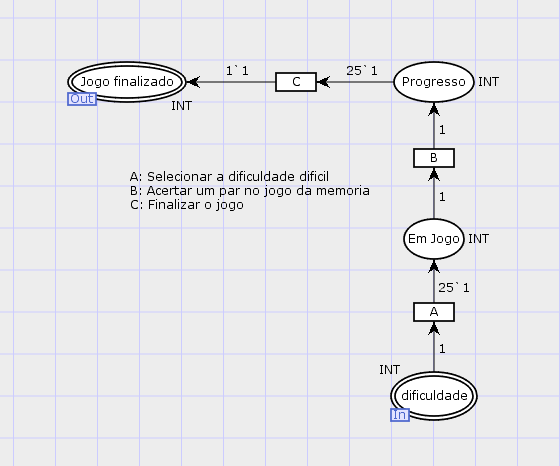 Jogo finalizado
Out
INT
1`1
C
25`1
Progresso
INT
1
B
A: Selecionar a dificuldade dificil
B: Acertar um par no jogo da memoria
C: Finalizar o jogo
1
Em Jogo
INT
25`1
A
1
INT
dificuldade
In